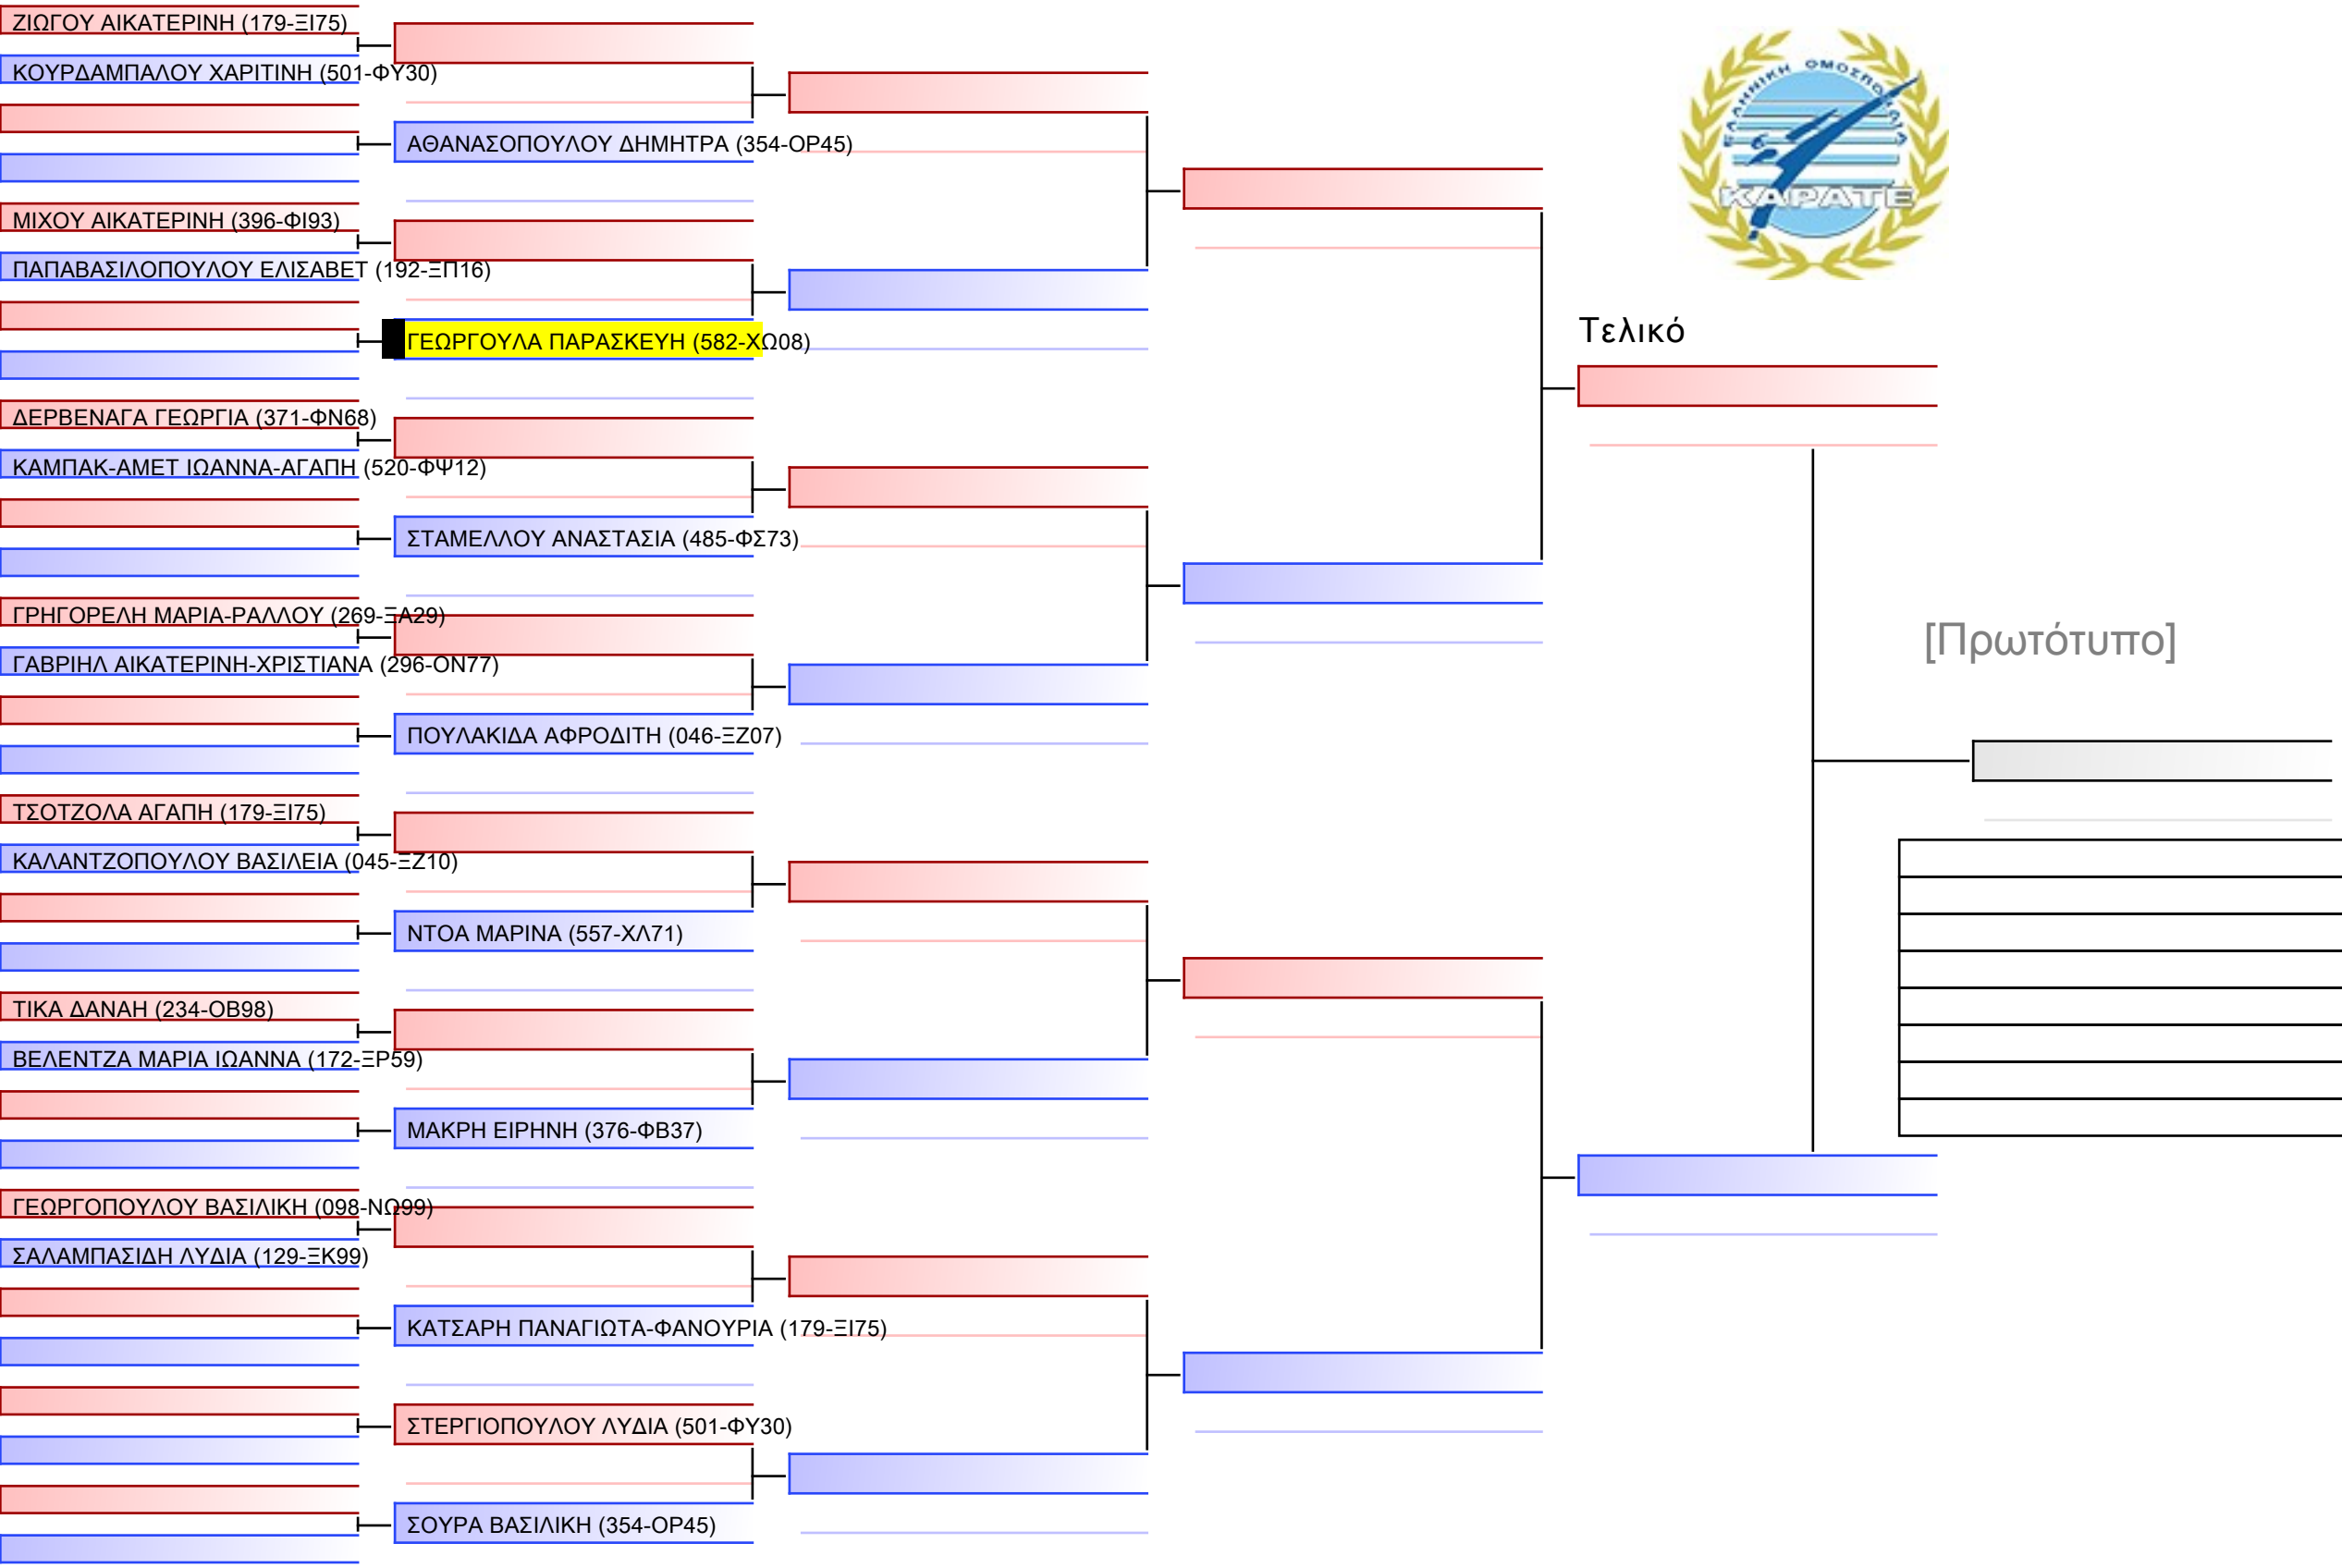 ΖΙΩΓΟΥ ΑΙΚΑΤΕΡΙΝΗ (179-ΞΙ75)
ΚΟΥΡΔΑΜΠΑΛΟΥ ΧΑΡΙΤΙΝΗ (501-ΦΥ30)
ΑΘΑΝΑΣΟΠΟΥΛΟΥ ΔΗΜΗΤΡΑ (354-ΟΡ45)
ΜΙΧΟΥ ΑΙΚΑΤΕΡΙΝΗ (396-ΦΙ93)
ΠΑΠΑΒΑΣΙΛΟΠΟΥΛΟΥ ΕΛΙΣΑΒΕΤ (192-ΞΠ16)
ΓΕΩΡΓΟΥΛΑ ΠΑΡΑΣΚΕΥΗ (582-ΧΩ08)
ΔΕΡΒΕΝΑΓΑ ΓΕΩΡΓΙΑ (371-ΦΝ68)
ΚΑΜΠΑΚ-ΑΜΕΤ ΙΩΑΝΝΑ-ΑΓΑΠΗ (520-ΦΨ12)
ΣΤΑΜΕΛΛΟΥ ΑΝΑΣΤΑΣΙΑ (485-ΦΣ73)
ΓΡΗΓΟΡΕΛΗ ΜΑΡΙΑ-ΡΑΛΛΟΥ (269-ΞΑ29)
ΓΑΒΡΙΗΛ ΑΙΚΑΤΕΡΙΝΗ-ΧΡΙΣΤΙΑΝΑ (296-ΟΝ77)
ΠΟΥΛΑΚΙΔΑ ΑΦΡΟΔΙΤΗ (046-ΞΖ07)
ΤΣΟΤΖΟΛΑ ΑΓΑΠΗ (179-ΞΙ75)
ΚΑΛΑΝΤΖΟΠΟΥΛΟΥ ΒΑΣΙΛΕΙΑ (045-ΞΖ10)
ΝΤΟΑ ΜΑΡΙΝΑ (557-ΧΛ71)
ΤΙΚΑ ΔΑΝΑΗ (234-ΟΒ98)
ΒΕΛΕΝΤΖΑ ΜΑΡΙΑ ΙΩΑΝΝΑ (172-ΞΡ59)
ΜΑΚΡΗ ΕΙΡΗΝΗ (376-ΦΒ37)
ΓΕΩΡΓΟΠΟΥΛΟΥ ΒΑΣΙΛΙΚΗ (098-ΝΩ99)
ΣΑΛΑΜΠΑΣΙΔΗ ΛΥΔΙΑ (129-ΞΚ99)
ΚΑΤΣΑΡΗ ΠΑΝΑΓΙΩΤΑ-ΦΑΝΟΥΡΙΑ (179-ΞΙ75)
ΣΤΕΡΓΙΟΠΟΥΛΟΥ ΛΥΔΙΑ (501-ΦΥ30)
ΣΟΥΡΑ ΒΑΣΙΛΙΚΗ (354-ΟΡ45)
ΕΛΛΗΝΙΚΗ ΟΜΟΣΠΟΝΔΙΑ
ΚΑΡΑΤΕ
Τελικό
[Πρωτότυπο]